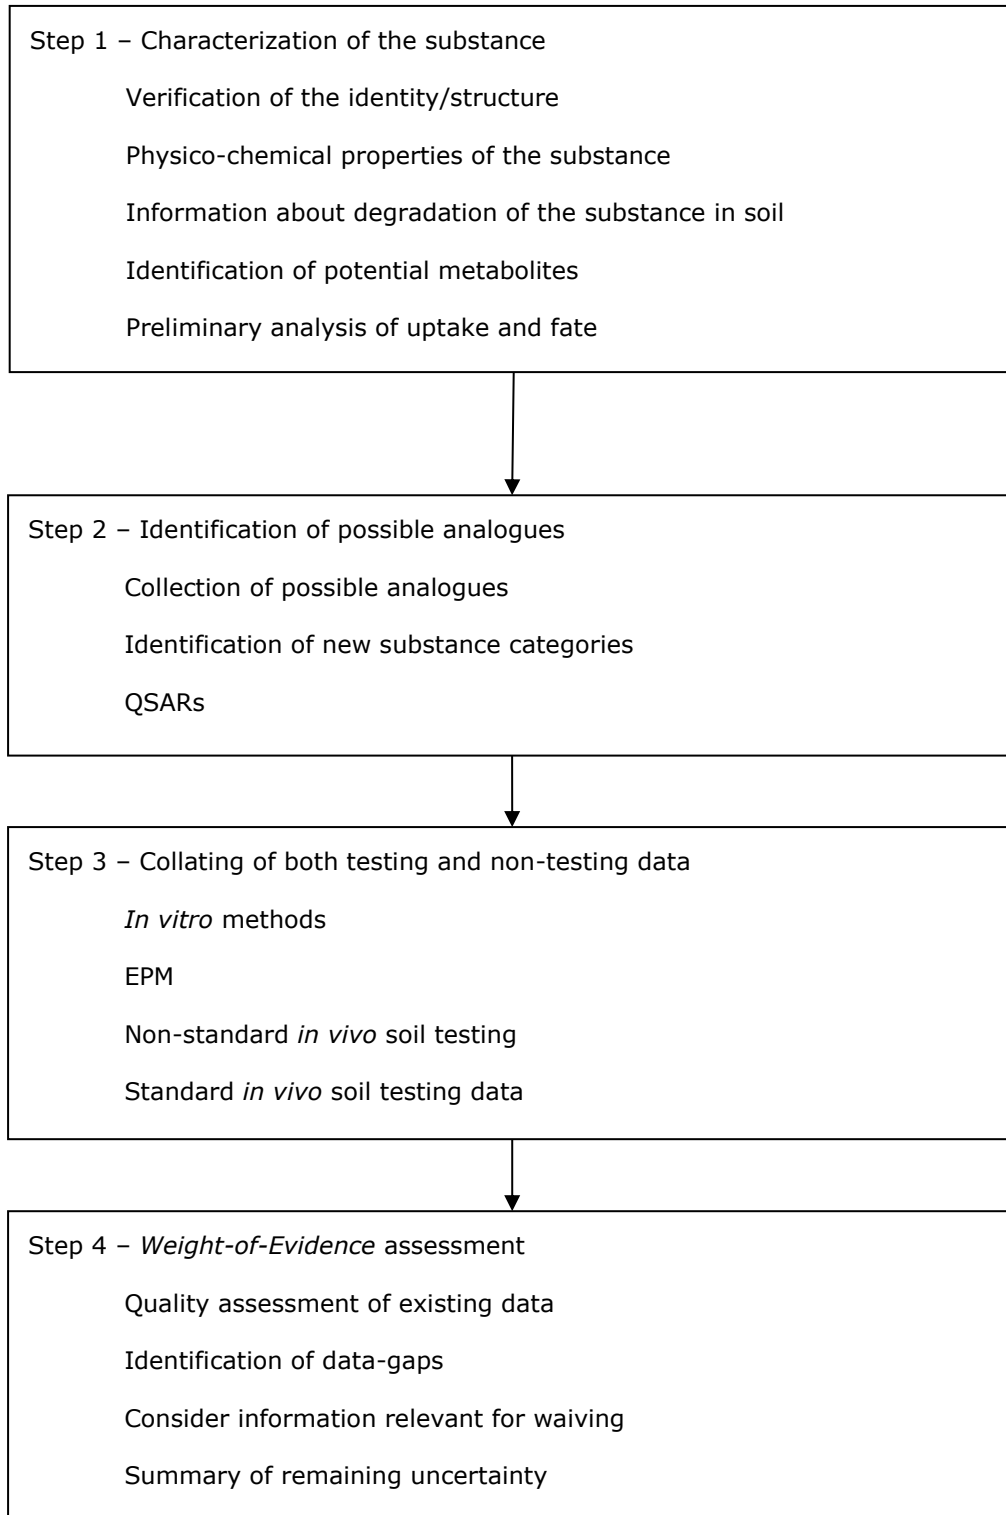 Step 1 – Characterization of the substance
Verification of the identity/structure
Physico-chemical properties of the substance
Information about degradation of the substance in soil
Identification of potential metabolites
Preliminary analysis of uptake and fate
Step 2 – Identification of possible analogues
Collection of possible analogues
Identification of new substance categories
QSARs
Step 3 – Collating of both testing and non-testing data
In vitro methods
EPM
Non-standard in vivo soil testing
Standard in vivo soil testing data
Step 4 – Weight-of-Evidence assessment
Quality assessment of existing data
Identification of data-gaps
Consider information relevant for waiving
Summary of remaining uncertainty